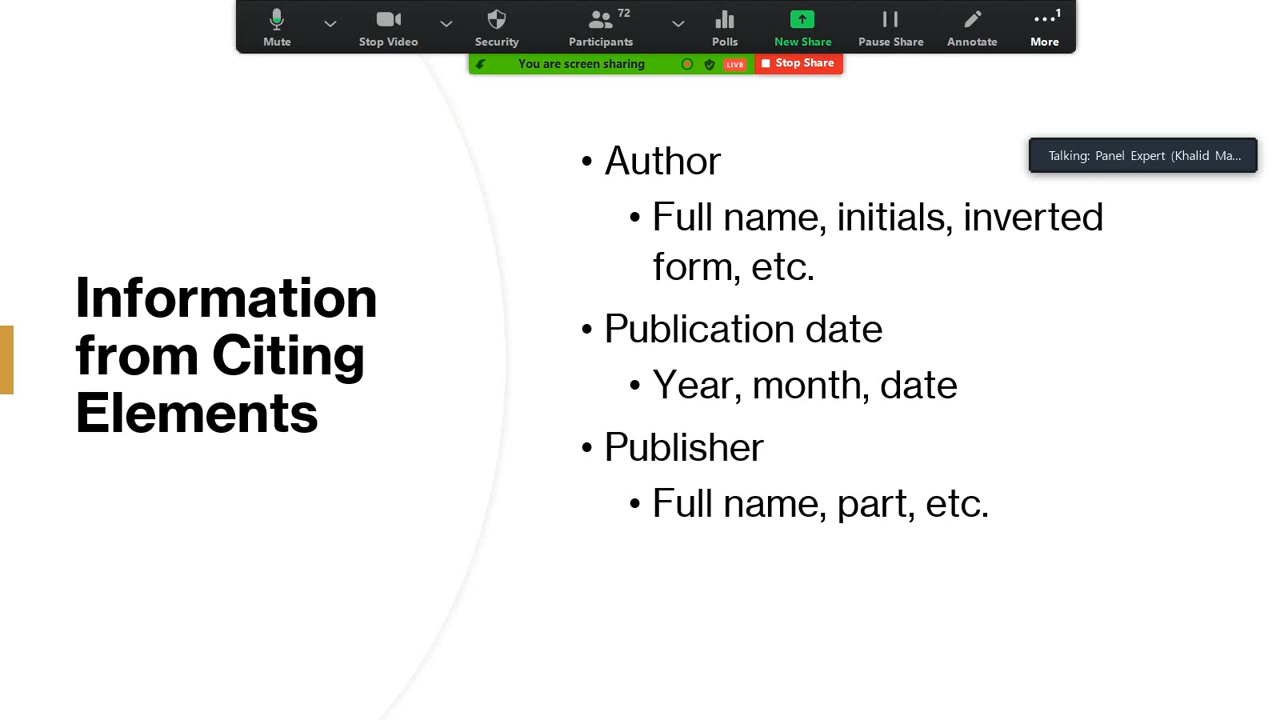 72
1
Mute
Stop Video
Security
Participants
Polls
New Share
Pause Share
Annotate
More
You are screen sharing
LIVE
Stop Share
Talking: Panel Expert (Khalid Ma...
Information
from Citing
Elements
• Author
• Full name, initials, inverted
form, etc.
• Publication date
• Year, month, date
• Publisher
• Full name, part, etc.